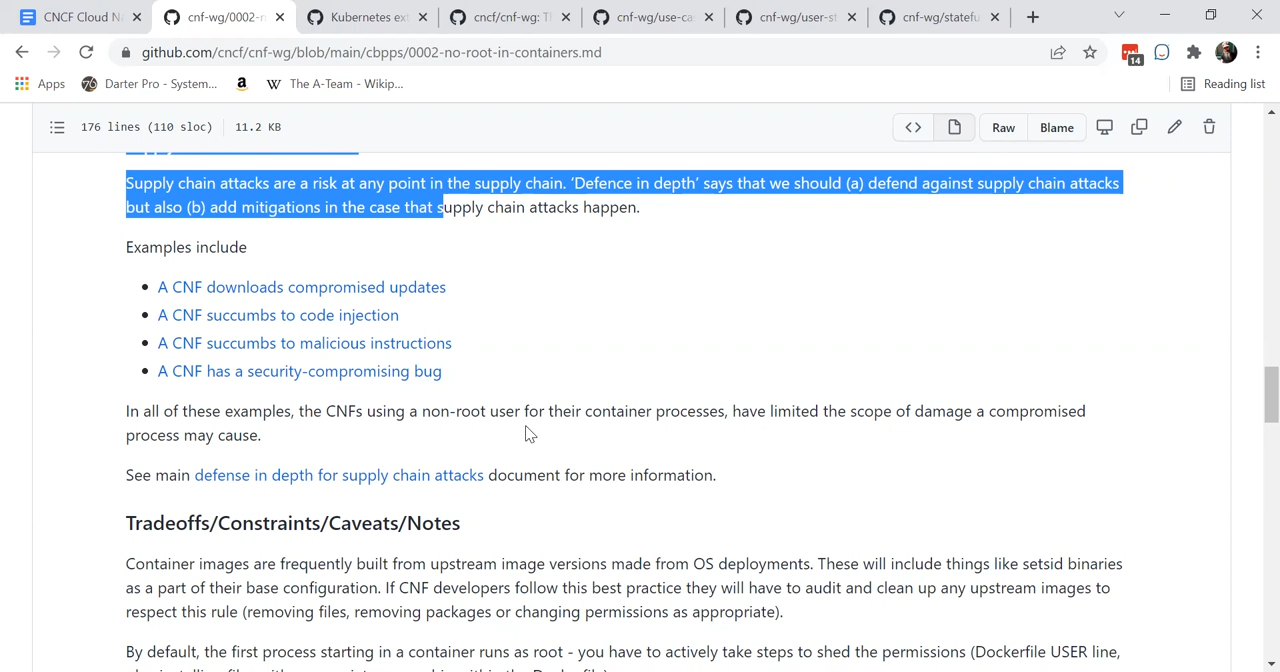 CNCF Cloud N
cnf-wg/0002-n
Kubernetes ext
cncf/cnf-wg: Th
cnf-wg/use-ca
cnf-wg/user-st
cnf-wg/statefu
github.com/cncf/cnf-wg/blob/main/cbpps/0002-no-root-in-containers.md
14
Apps
76 Darter Pro - System...
a
W The A-Team - Wikip...
Reading list
176 lines (110 sloc) 11.2 KB
Raw
Blame
Supply chain attacks are a risk at any point in the supply chain. ‘Defence in depth’ says that we should (a) defend against supply chain attacks
but also (b) add mitigations in the case that supply chain attacks happen.
Examples include
• A CNF downloads compromised updates
• A CNF succumbs to code injection
• A CNF succumbs to malicious instructions
• A CNF has a security-compromising bug
In all of these examples, the CNFs using a non-root user for their container processes, have limited the scope of damage a compromised
process may cause.
See main defense in depth for supply chain attacks document for more information.
Tradeoffs/Constraints/Caveats/Notes
Container images are frequently built from upstream image versions made from OS deployments. These will include things like setsid binaries
as a part of their base configuration. If CNF developers follow this best practice they will have to audit and clean up any upstream images to
respect this rule (removing files, removing packages or changing permissions as appropriate).
By default, the first process starting in a container runs as root - you have to actively take steps to shed the permissions (Dockerfile USER line,